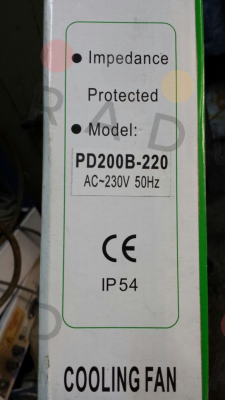 ● Impedance
Protected
● Model:
PD200B-220
AC~230V 50Hz
CE
IP54
COOLING FAN